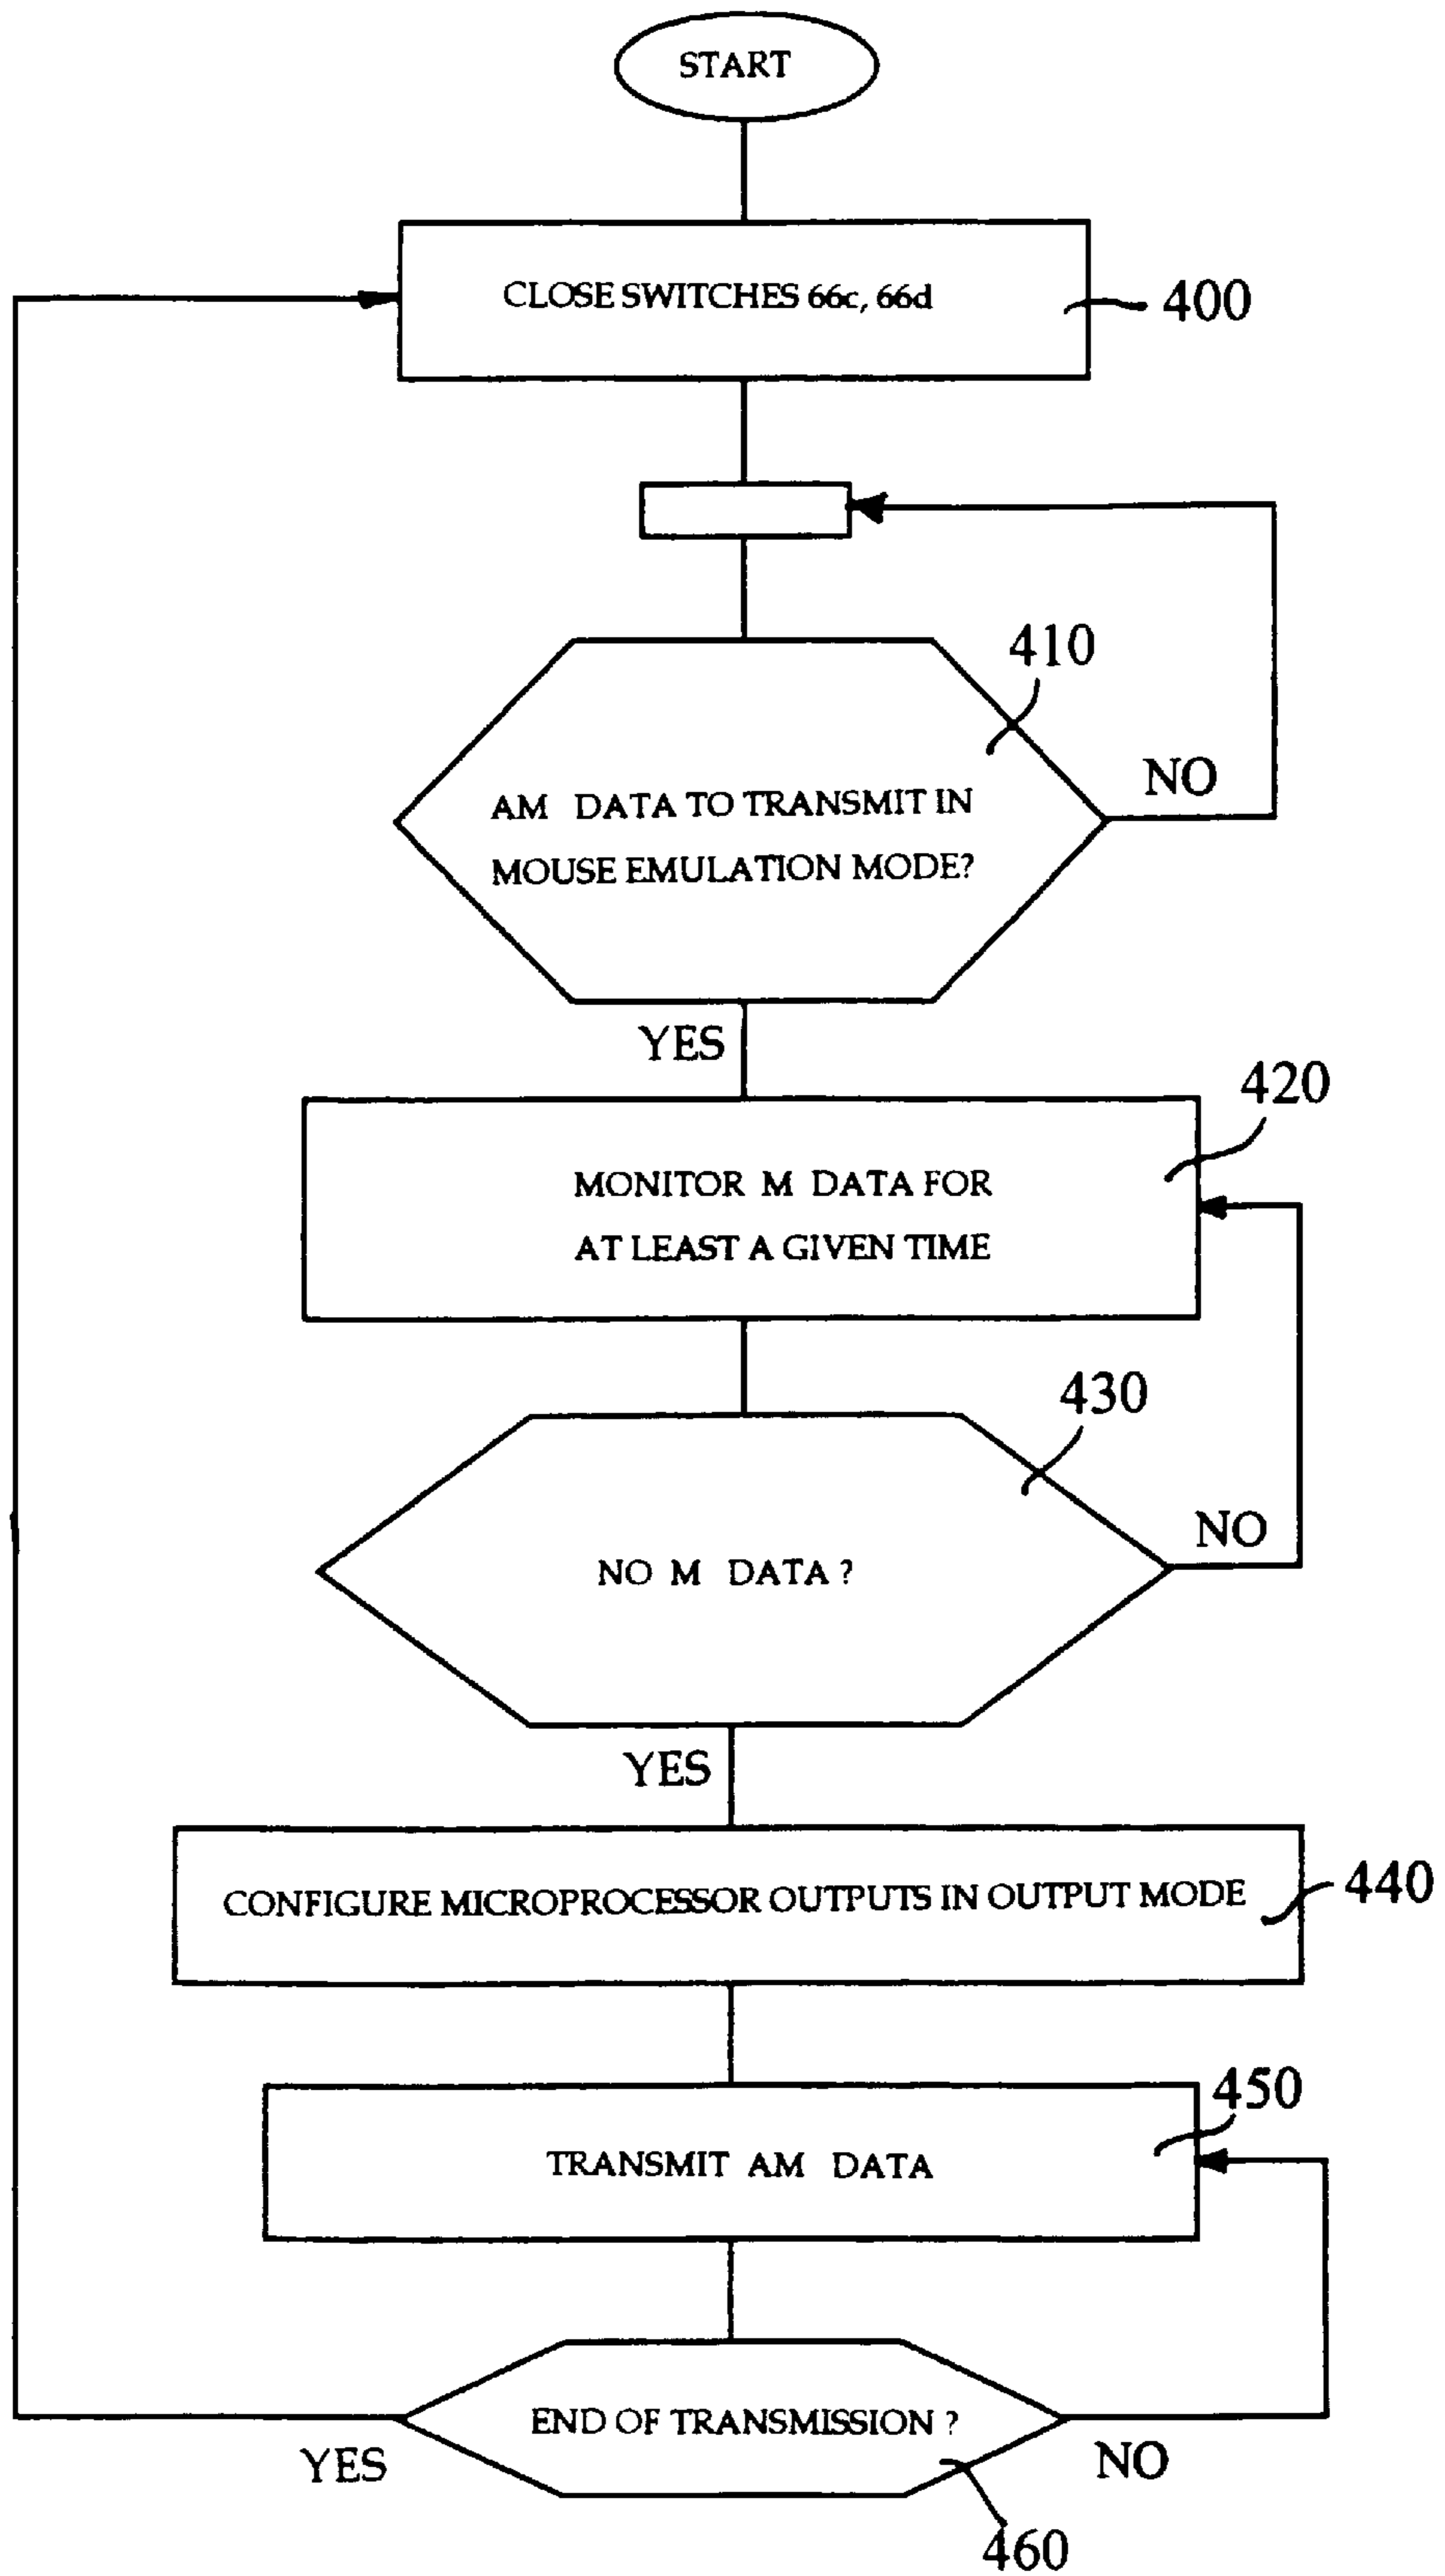 START
CLOSE SWITCHES 66c, 66d
400
410
AM DATA TO TRANSMIT IN
MOUSE EMULATION MODE?
NO
YES
420
MONITOR M DATA FOR
AT LEAST A GIVEN TIME
430
NO M DATA ?
NO
YES
CONFIGURE MICROPROCESSOR OUTPUTS IN OUTPUT MODE
440
450
TRANSMIT AM DATA
END OF TRANSMISSION ?
YES
NO
460